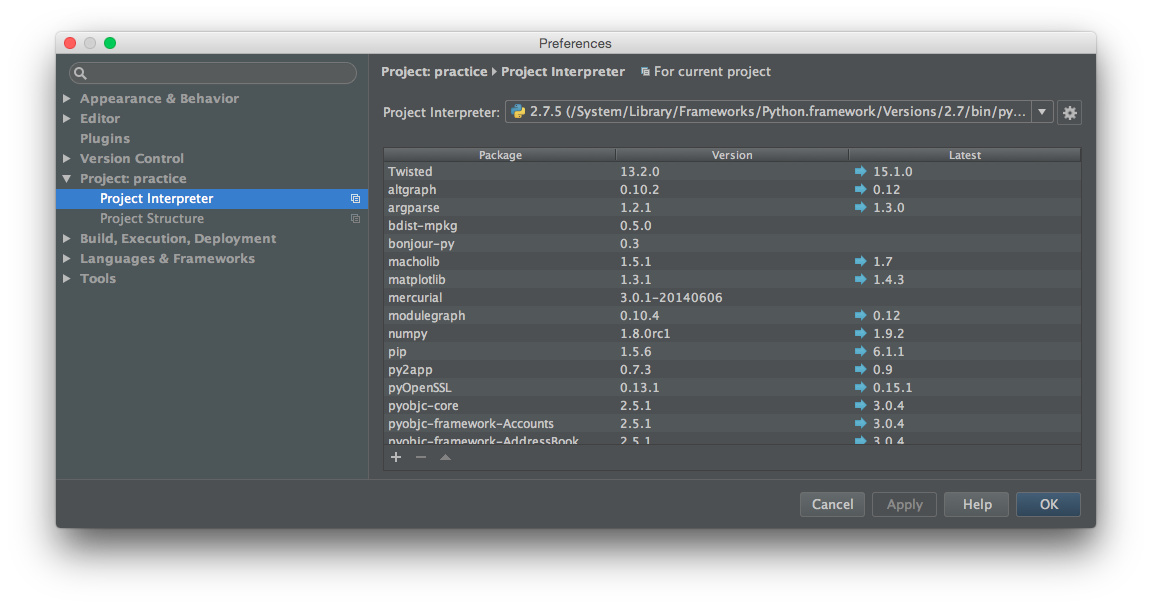 Preferences
Appearance & Behavior
Editor
Plugins
Version Control
Project: practice
Project Interpreter
Project Structure
Build, Execution, Deployment
Languages & Frameworks
Tools
Project: practice Project Interpreter For current project
Project Interpreter: 2.7.5 (/System/Library/Frameworks/Python.framework/Versions/2.7/bin/py...
Package Version Latest
Twisted 13.2.0 15.1.0
altgraph 0.10.2 0.12
argparse 1.2.1 1.3.0
bdist-mpkg 0.5.0
bonjour-py 0.3
macholib 1.5.1 1.7
matplotlib 1.3.1 1.4.3
mercurial 3.0.1-20140606
modulegraph 0.10.4 0.12
numpy 1.8.0rc1 1.9.2
pip 1.5.6 6.1.1
py2app 0.7.3 0.9
pyOpenSSL 0.13.1 0.15.1
pyobjc-core 2.5.1 3.0.4
pyobjc-framework-Accounts 2.5.1 3.0.4
pyobjc-framework-AddressBook 2.5.1 3.0.4
Cancel Apply Help OK